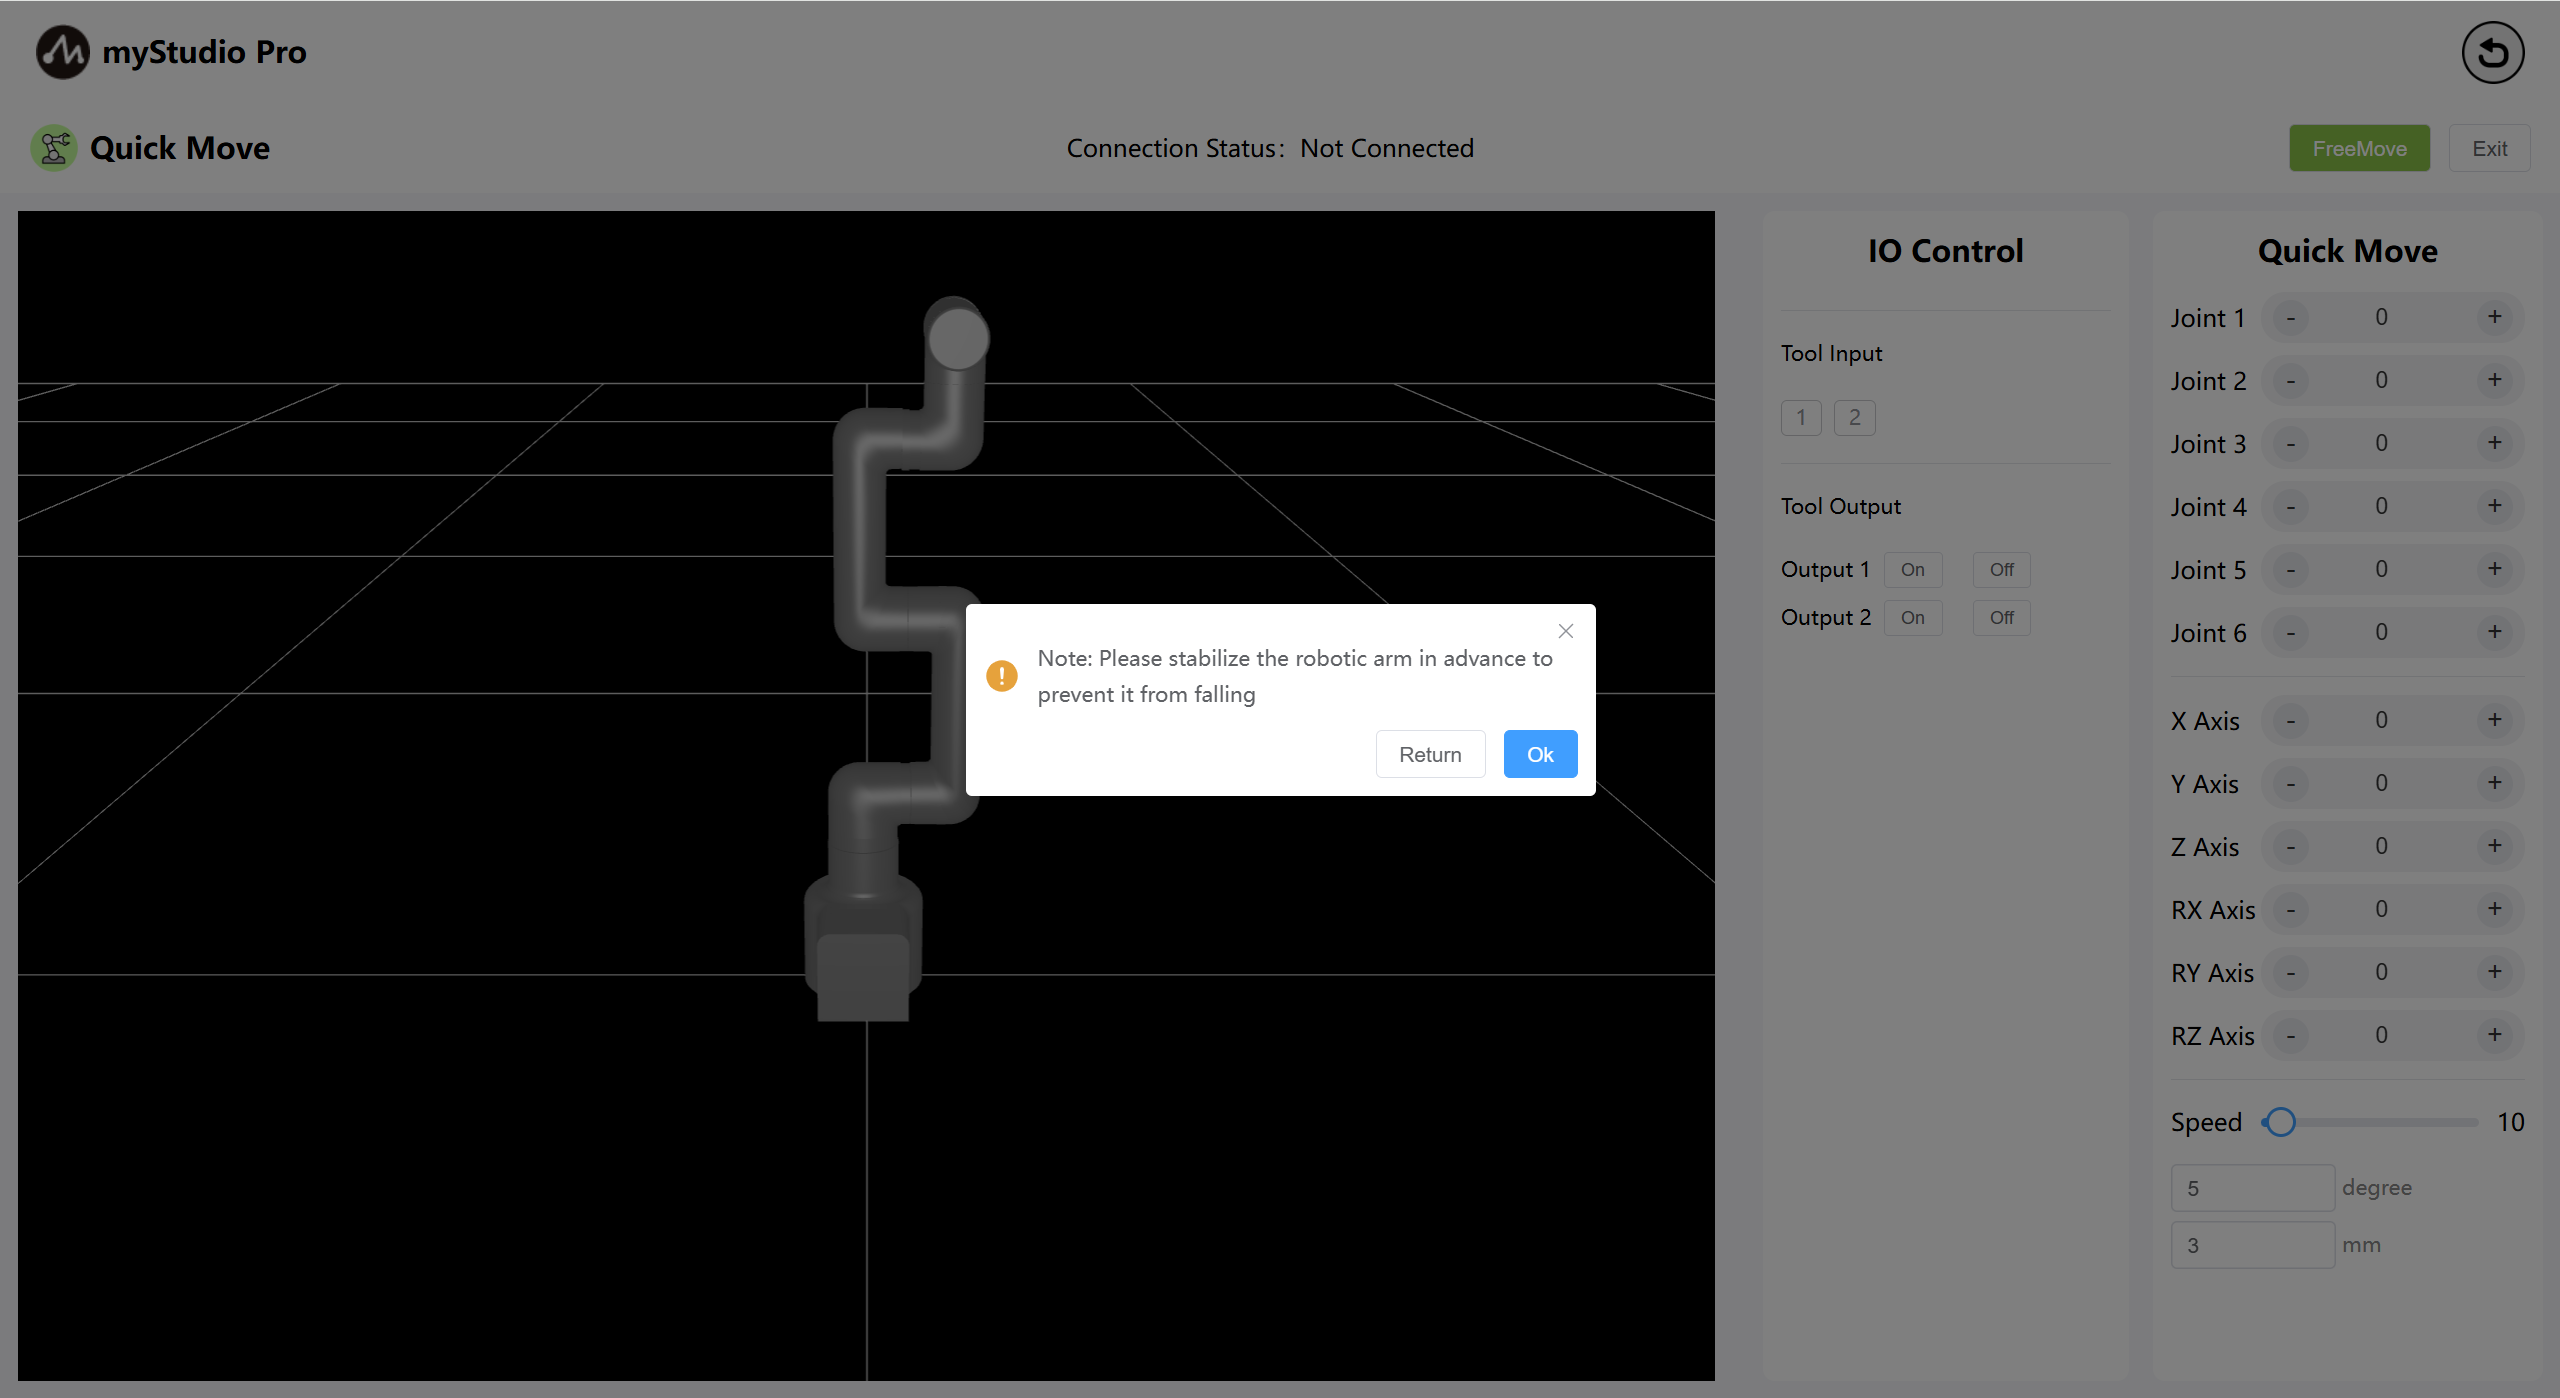 myStudio Pro
Quick Move
Connection Status: Not Connected
FreeMove
Exit
IO Control
Tool Input
1 2
Tool Output
Output 1 On Off
Output 2 On Off
Quick Move
Joint 1 - 0 +
Joint 2 - 0 +
Joint 3 - 0 +
Joint 4 - 0 +
Joint 5 - 0 +
Joint 6 - 0 +
X Axis - 0 +
Y Axis - 0 +
Z Axis - 0 +
RX Axis - 0 +
RY Axis - 0 +
RZ Axis - 0 +
Speed 10
5 degree
3 mm
Note: Please stabilize the robotic arm in advance to
prevent it from falling
Return Ok